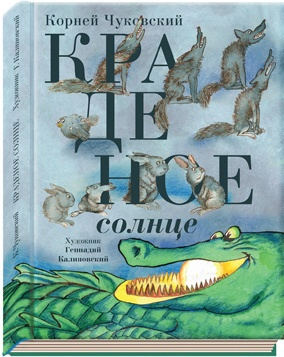 Корней Чуковский
КРА
ДЕ
НОЕ
солнце
Художник
Геннадий
Калиновский